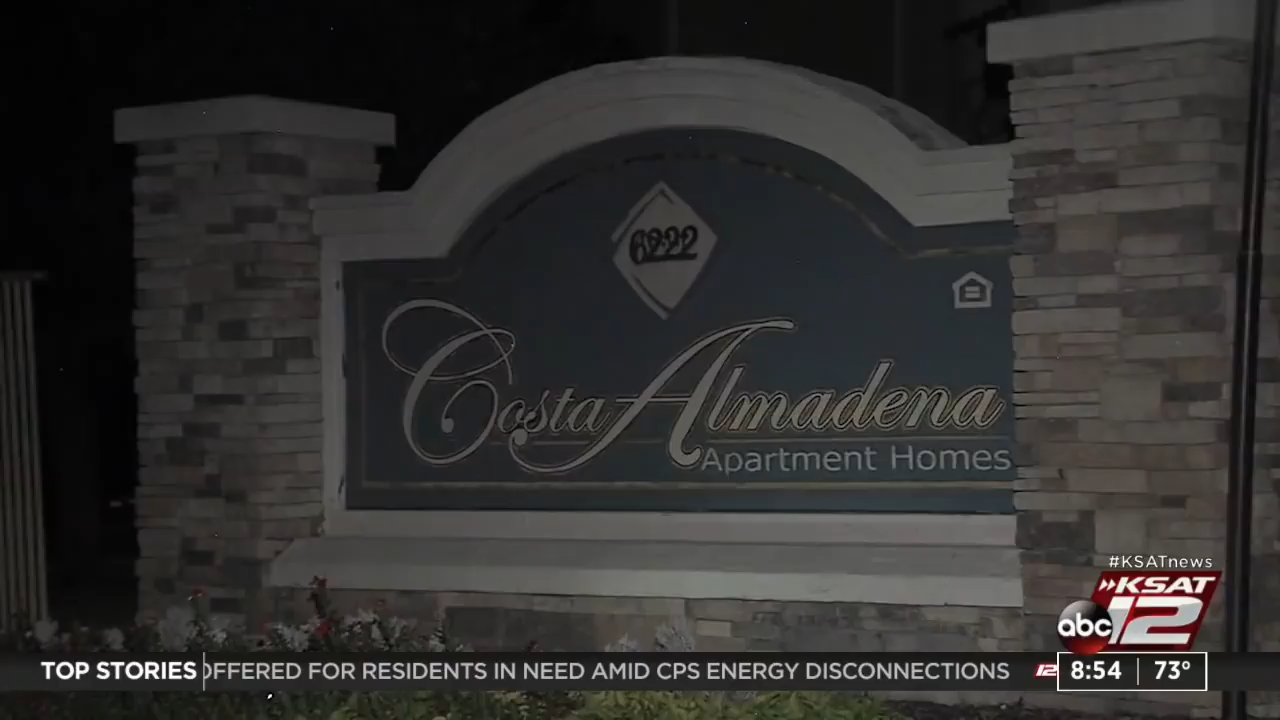 6222
Costa Almadena
Apartment Homes
#KSATnews
KSAT
abc 12
TOP STORIES OFFERED FOR RESIDENTS IN NEED AMID CPS ENERGY DISCONNECTIONS 12 8:54 73°